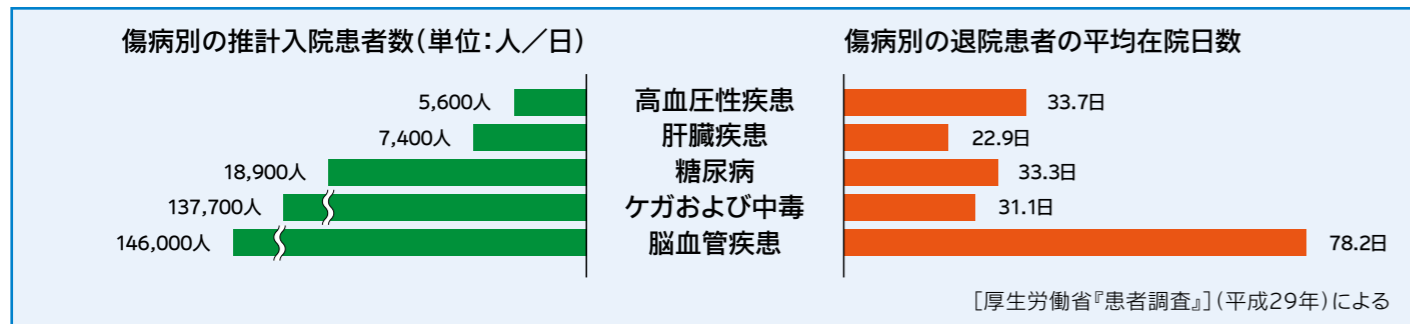 傷病別の推計入院患者数(単位:人/日)
傷病別の退院患者の平均在院日数
5,600人 高血圧性疾患 33.7日
7,400人 肝臓疾患 22.9日
18,900人 糖尿病 33.3日
137,700人 ケガおよび中毒 31.1日
146,000人 脳血管疾患 78.2日
[厚生労働省『患者調査』](平成29年)による